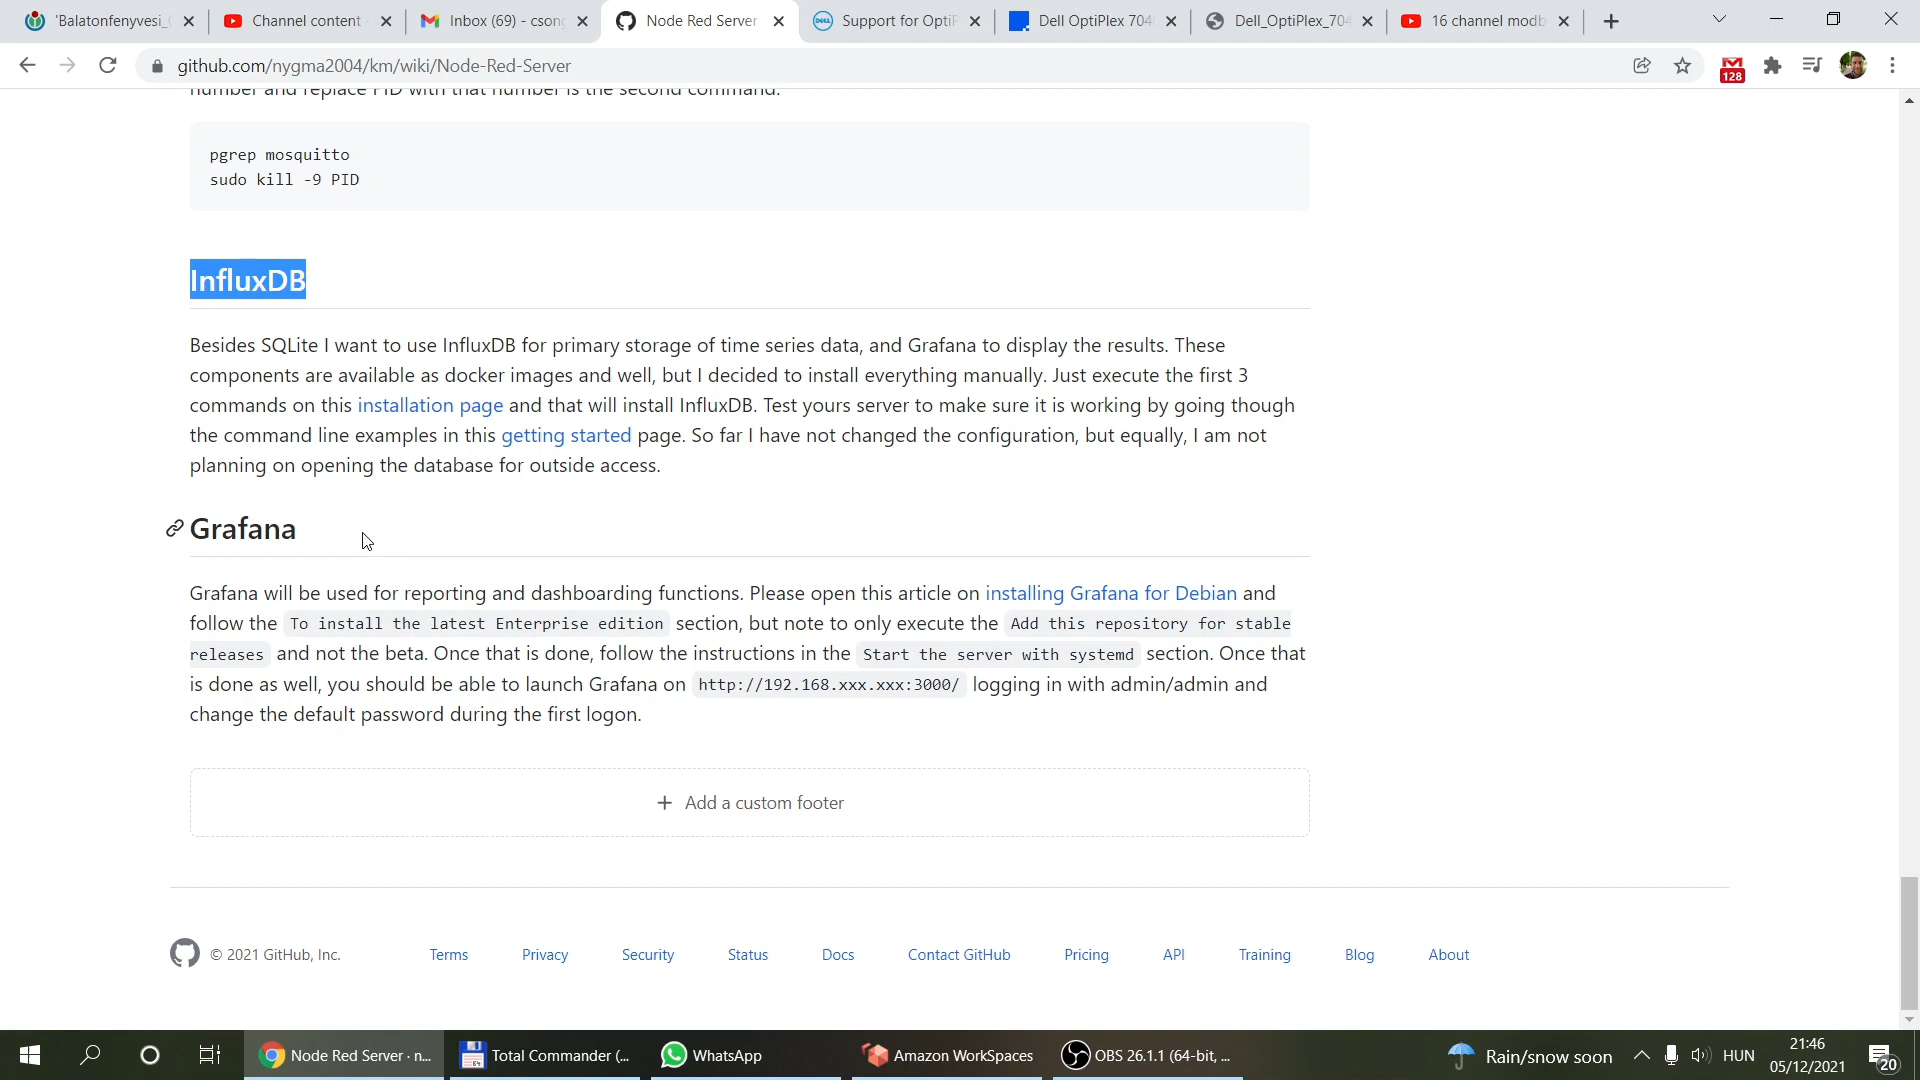 'Balatonfenyvesi_
Channel content -
Inbox (69) - cson
Node Red Server
Support for OptiP
Dell OptiPlex 704
Dell_OptiPlex_704
16 channel modb
github.com/nygma2004/km/wiki/Node-Red-Server
128
number and replace PID with that number is the second command.
pgrep mosquitto
sudo kill -9 PID
InfluxDB
Besides SQLite I want to use InfluxDB for primary storage of time series data, and Grafana to display the results. These
components are available as docker images and well, but I decided to install everything manually. Just execute the first 3
commands on this installation page and that will install InfluxDB. Test yours server to make sure it is working by going though
the command line examples in this getting started page. So far I have not changed the configuration, but equally, I am not
planning on opening the database for outside access.
Grafana
Grafana will be used for reporting and dashboarding functions. Please open this article on installing Grafana for Debian and
follow the To install the latest Enterprise edition section, but note to only execute the Add this repository for stable
releases and not the beta. Once that is done, follow the instructions in the Start the server with systemd section. Once that
is done as well, you should be able to launch Grafana on http://192.168.xxx.xxx:3000/ logging in with admin/admin and
change the default password during the first logon.
+ Add a custom footer
© 2021 GitHub, Inc.
Terms
Privacy
Security
Status
Docs
Contact GitHub
Pricing
API
Training
Blog
About
Node Red Server · n...
Total Commander (...
WhatsApp
Amazon WorkSpaces
OBS 26.1.1 (64-bit, ...
Rain/snow soon
HUN
21:46
05/12/2021
20